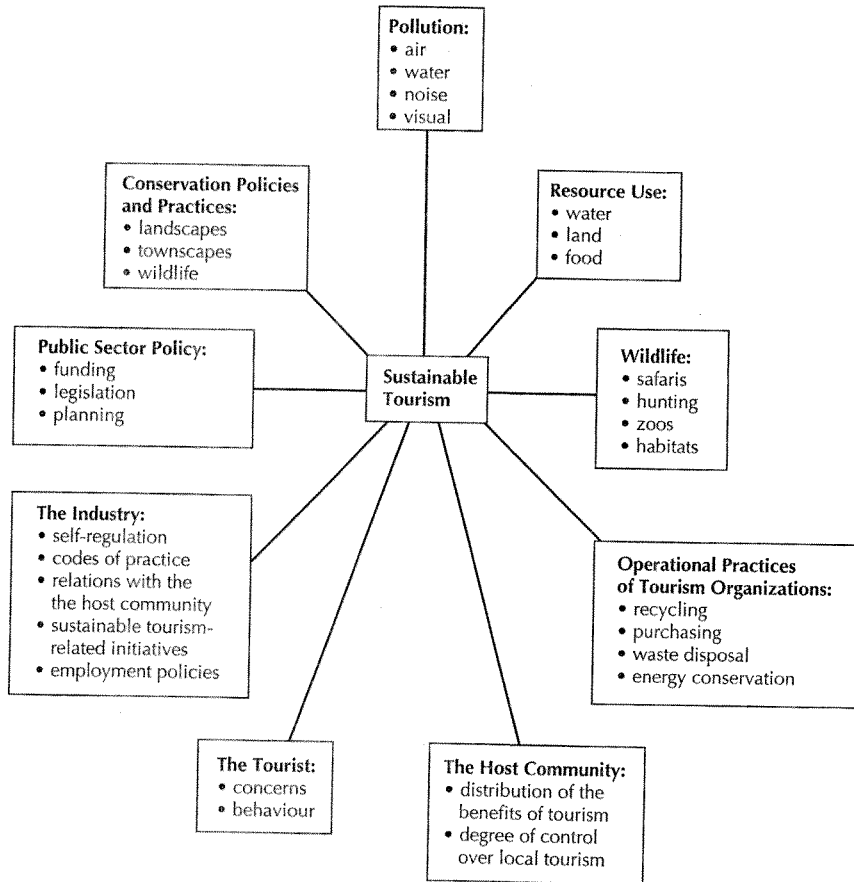 Pollution:
• air
• water
• noise
• visual
Conservation Policies
and Practices:
• landscapes
• townscapes
• wildlife
Resource Use:
• water
• land
• food
Public Sector Policy:
• funding
• legislation
• planning
Sustainable
Tourism
Wildlife:
• safaris
• hunting
• zoos
• habitats
The Industry:
• self-regulation
• codes of practice
• relations with the
the host community
• sustainable tourism-
related initiatives
• employment policies
Operational Practices
of Tourism Organizations:
• recycling
• purchasing
• waste disposal
• energy conservation
The Tourist:
• concerns
• behaviour
The Host Community:
• distribution of the
benefits of tourism
• degree of control
over local tourism